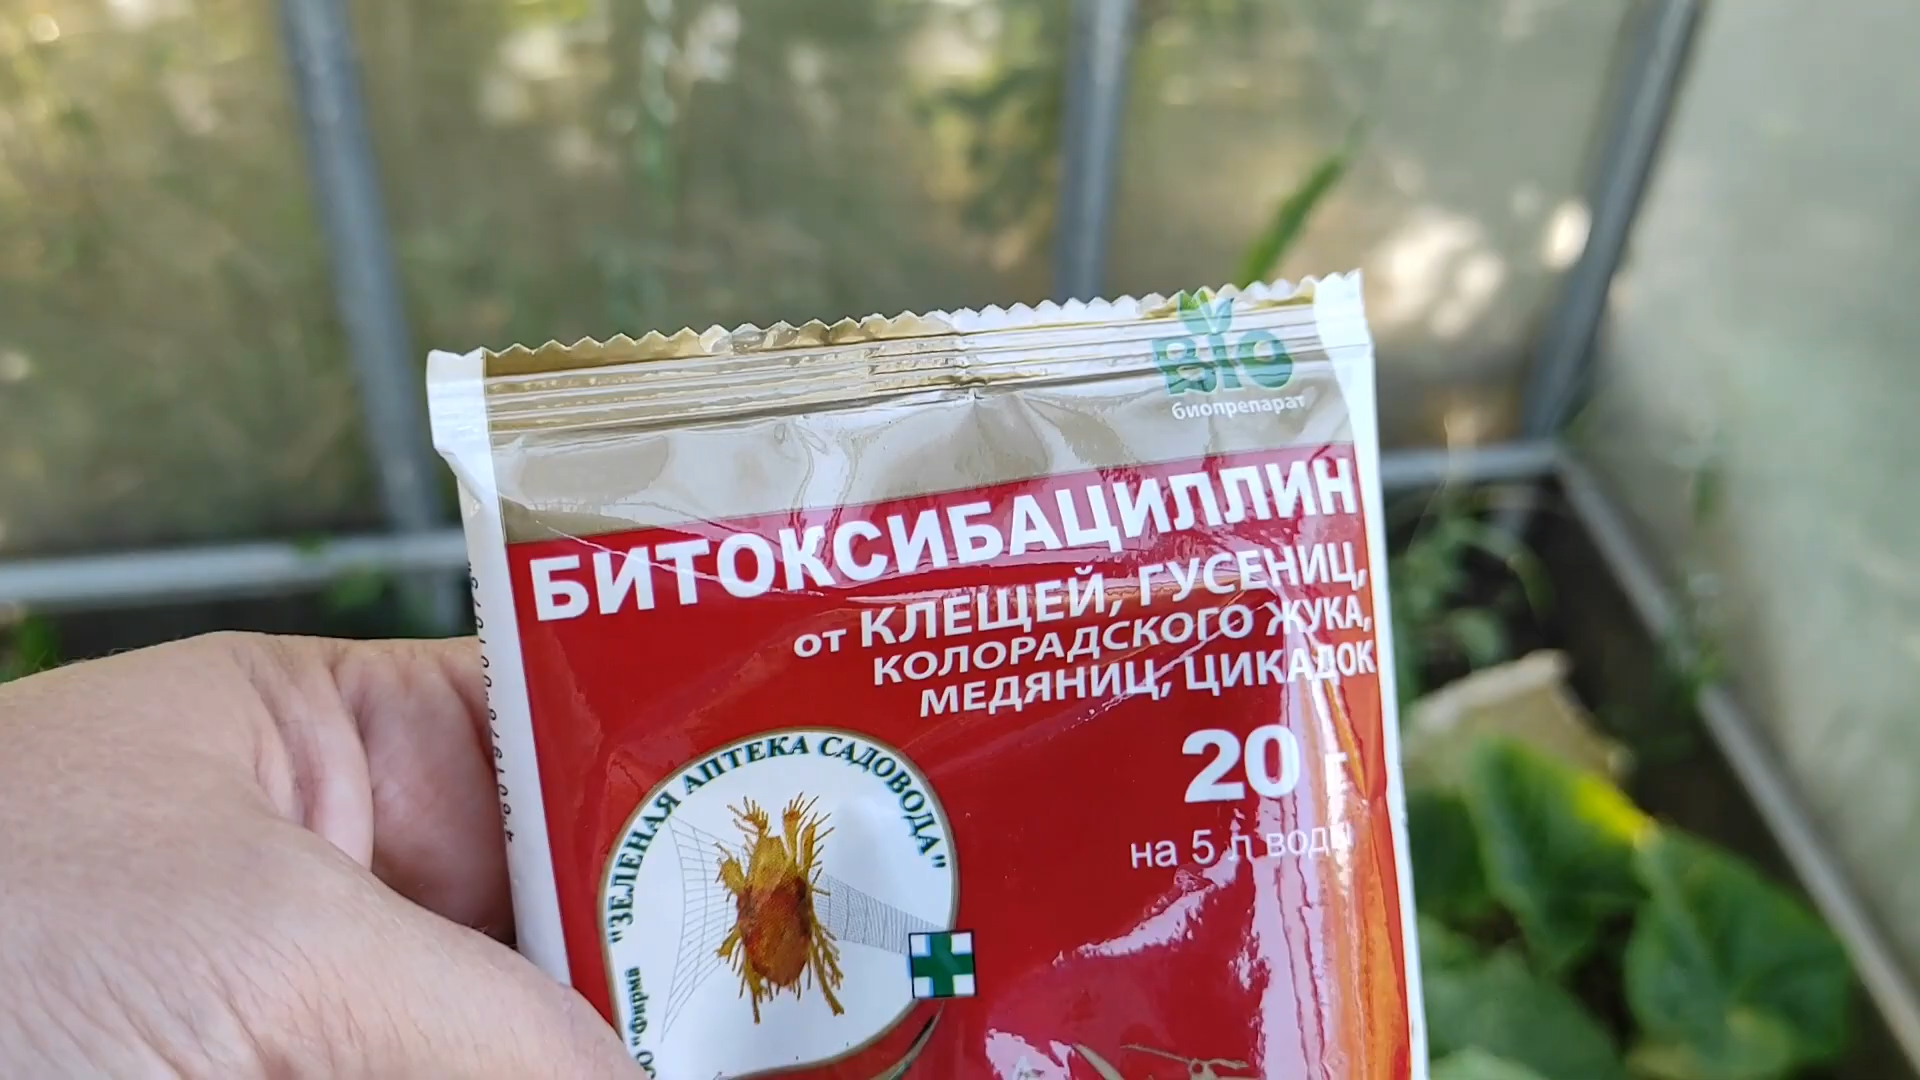 Bio
биопрепарат
БИТОКСИБАЦИЛЛИН
от КЛЕЩЕЙ, ГУСЕНИЦ,
КОЛОРАДСКОГО ЖУКА,
МЕДЯНИЦ, ЦИКАДОК
20 г
на 5 л воды
"ЗЕЛЕНАЯ АПТЕКА САДОВОДА"
"Фирма